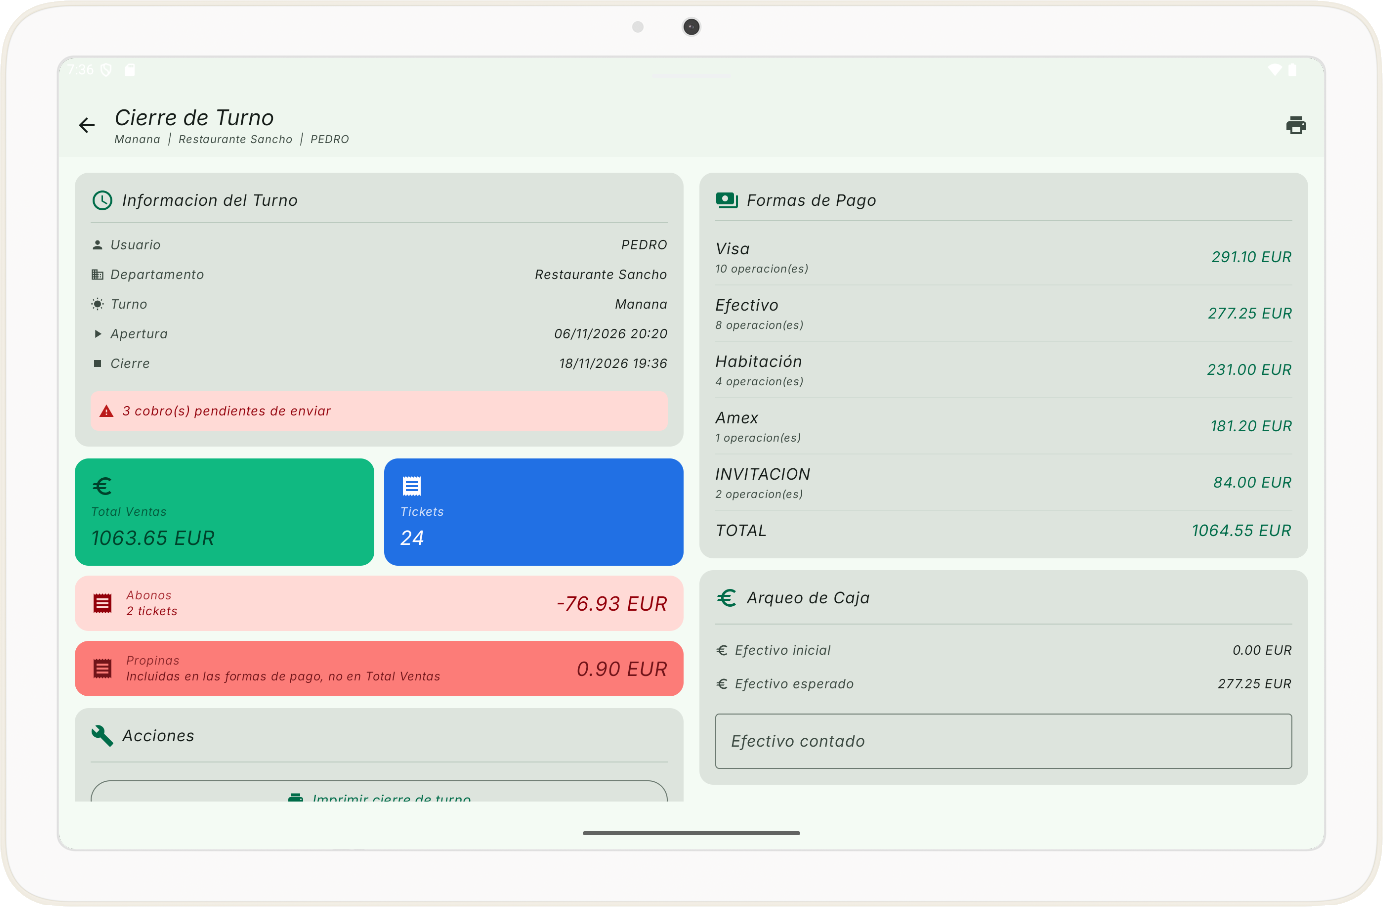 7:36
Cierre de Turno
Manana | Restaurante Sancho | PEDRO
Informacion del Turno
Usuario PEDRO
Departamento Restaurante Sancho
Turno Manana
Apertura 06/11/2026 20:20
Cierre 18/11/2026 19:36
3 cobro(s) pendientes de enviar
Total Ventas
1063.65 EUR
Tickets
24
Abonos
2 tickets
-76.93 EUR
Propinas
Incluidas en las formas de pago, no en Total Ventas
0.90 EUR
Acciones
Imprimir cierre de turno
Formas de Pago
Visa
10 operacion(es)
291.10 EUR
Efectivo
8 operacion(es)
277.25 EUR
Habitación
4 operacion(es)
231.00 EUR
Amex
1 operacion(es)
181.20 EUR
INVITACION
2 operacion(es)
84.00 EUR
TOTAL 1064.55 EUR
Arqueo de Caja
Efectivo inicial 0.00 EUR
Efectivo esperado 277.25 EUR
Efectivo contado